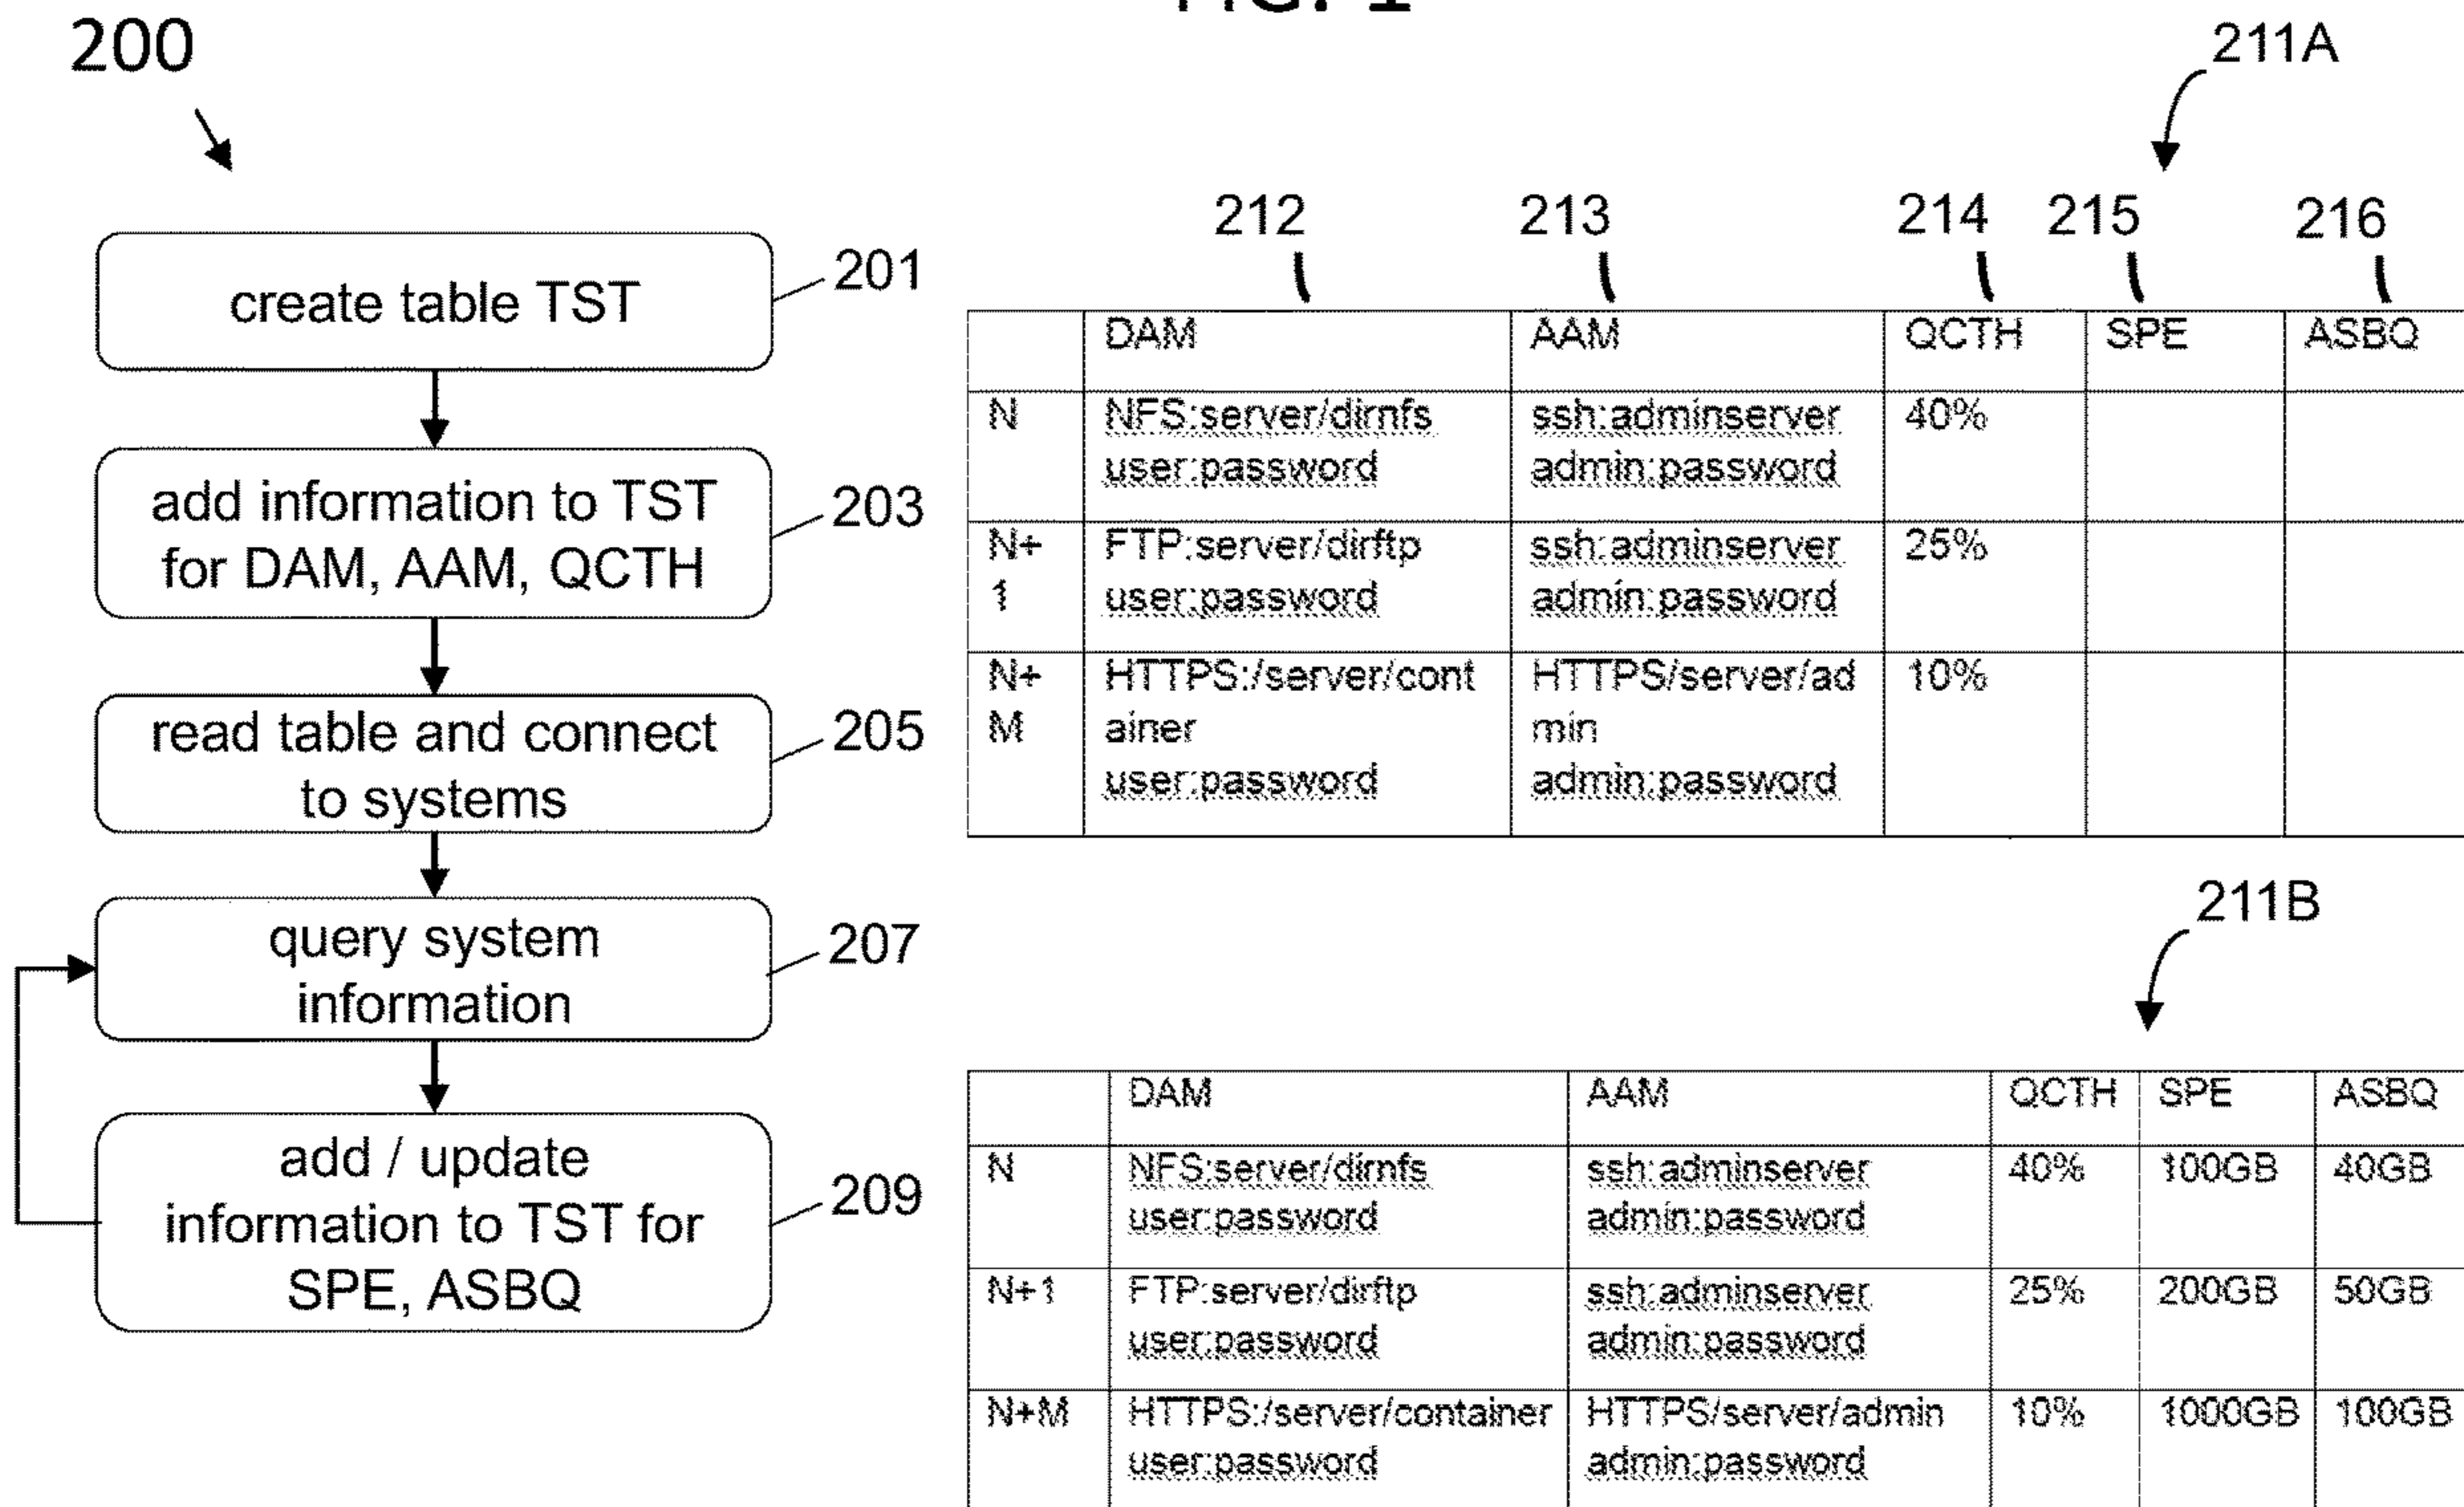 FIG. 1
200
211A
create table TST
201
add information to TST
for DAM, AAM, QCTH
203
read table and connect
to systems
205
query system
information
207
add / update
information to TST for
SPE, ASBQ
209
212 213 214 215 216
DAM AAM QCTH SPE ASBQ
N NFS:server/dirnfs ssh:adminserver 40%
user:password admin:password
N+ FTP:server/dirftp ssh:adminserver 25%
1 user:password admin:password
N+ HTTPS:/server/cont HTTPS/server/ad 10%
M ainer min
user:password admin:password
211B
DAM AAM QCTH SPE ASBQ
N NFS:server/dirnfs ssh:adminserver 40% 100GB 40GB
user:password admin:password
N+1 FTP:server/dirftp ssh:adminserver 25% 200GB 50GB
user:password admin:password
N+M HTTPS:/server/container HTTPS/server/admin 10% 1000GB 100GB
user:password admin:password